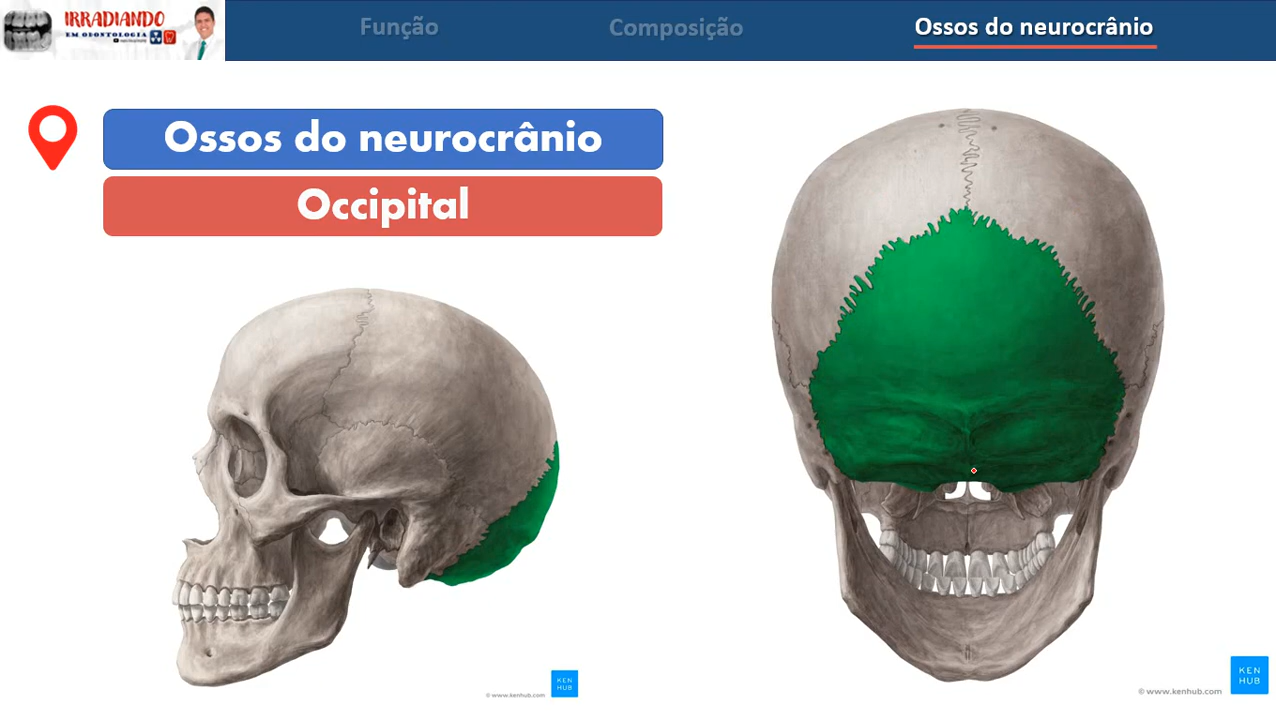 IRRADIANDO
EM ODONTOLOGIA
Função
Composição
Ossos do neurocrânio
Ossos do neurocrânio
Occipital
© www.kenhub.com
KEN
HUB
© www.kenhub.com
KEN
HUB